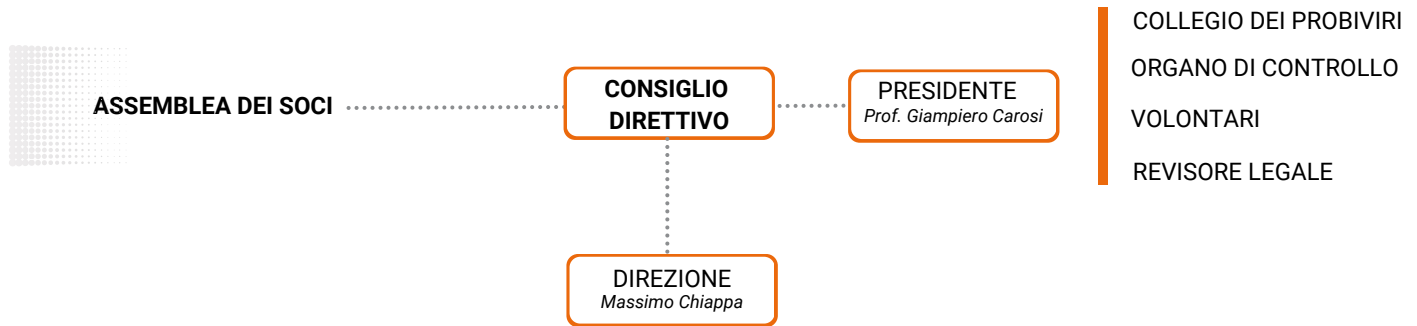 ASSEMBLEA DEI SOCI
CONSIGLIO
DIRETTIVO
PRESIDENTE
Prof. Giampiero Carosi
COLLEGIO DEI PROBIVIRI
ORGANO DI CONTROLLO
VOLONTARI
REVISORE LEGALE
DIREZIONE
Massimo Chiappa